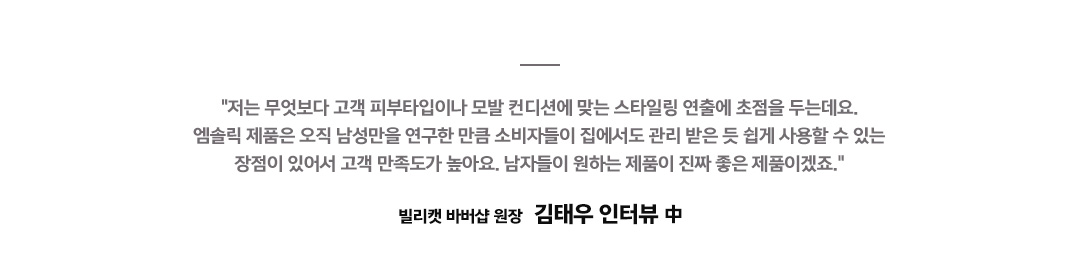 "저는 무엇보다 고객 피부타입이나 모발 컨디션에 맞는 스타일링 연출에 초점을 두는데요.
엠솔릭 제품은 오직 남성만을 연구한 만큼 소비자들이 집에서도 관리 받은 듯 쉽게 사용할 수 있는
장점이 있어서 고객 만족도가 높아요. 남자들이 원하는 제품이 진짜 좋은 제품이겠죠."
빌리캣 바버샵 원장 김태우 인터뷰 中